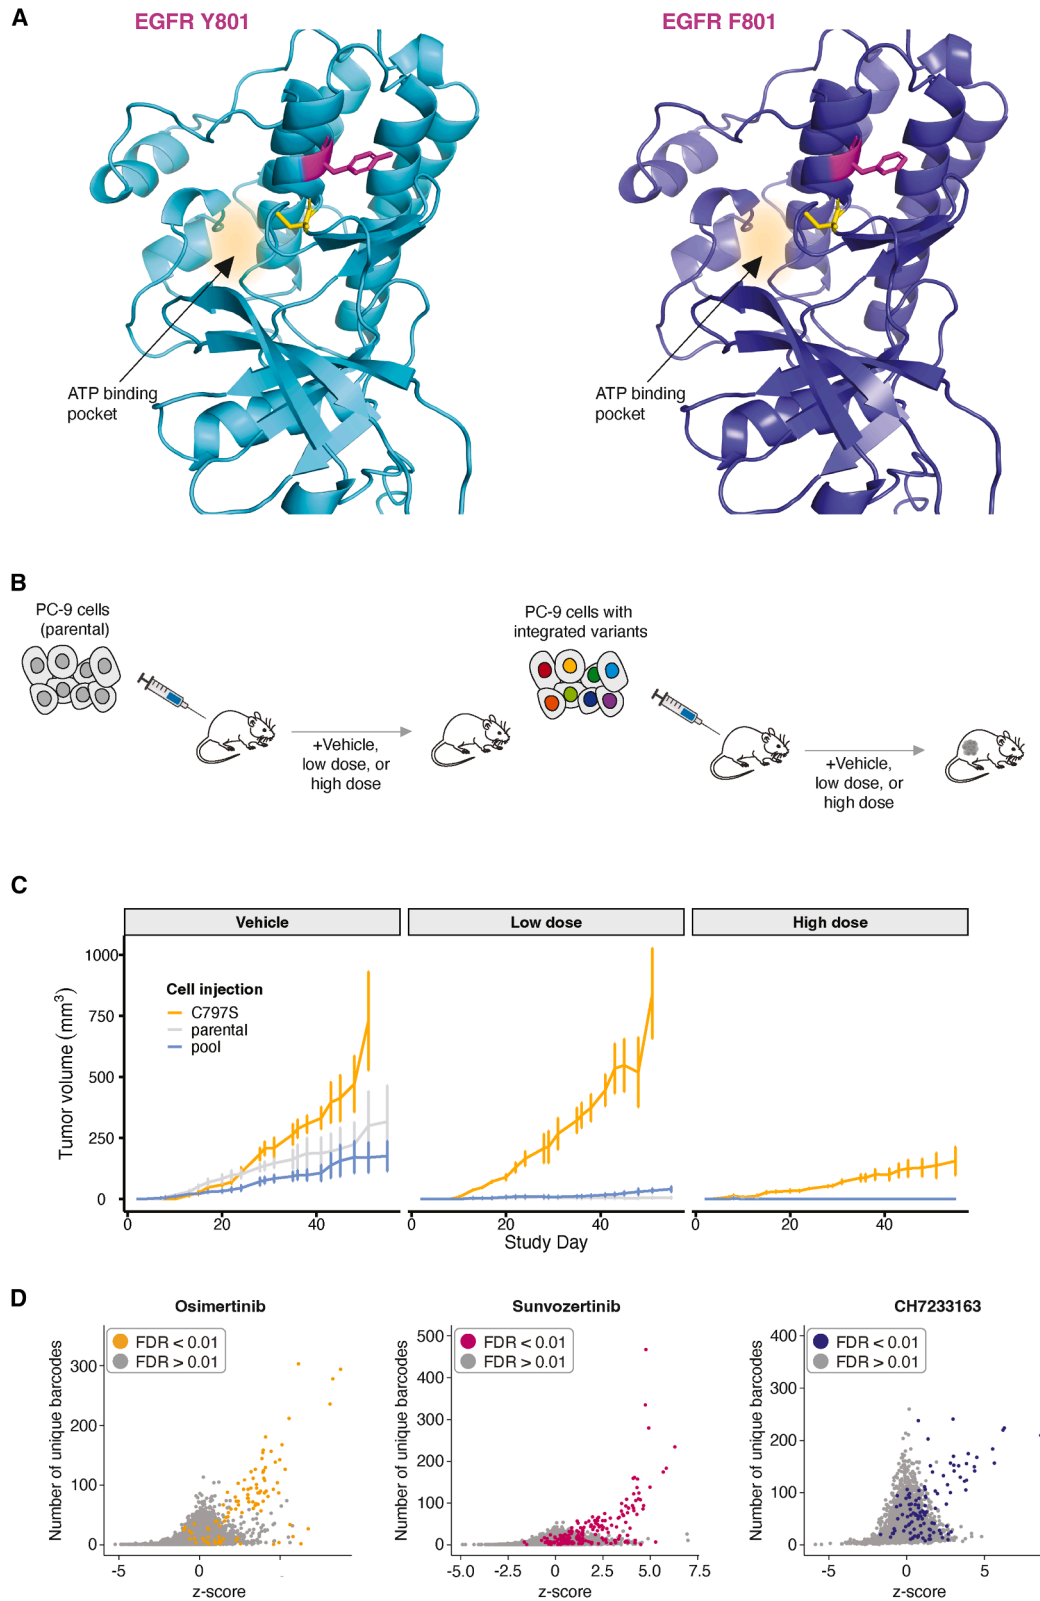 A
EGFR Y801
EGFR F801
ATP binding
pocket
ATP binding
pocket
B
PC-9 cells
(parental)
+Vehicle,
low dose, or
high dose
PC-9 cells with
integrated variants
+Vehicle,
low dose, or
high dose
C
Vehicle
Low dose
High dose
Tumor volume (mm³)
1000
750
500
250
0
Cell injection
C797S
parental
pool
0 20 40
0 20 40
0 20 40
Study Day
D
Osimertinib
Number of unique barcodes
300
200
100
0
FDR < 0.01
FDR > 0.01
-5 0
z-score
Sunvozertinib
Number of unique barcodes
500
400
300
200
100
0
FDR < 0.01
FDR > 0.01
-5.0 -2.5 0 2.5 5.0 7.5
z-score
CH7233163
Number of unique barcodes
400
300
200
100
0
FDR < 0.01
FDR > 0.01
-5 0 5
z-score